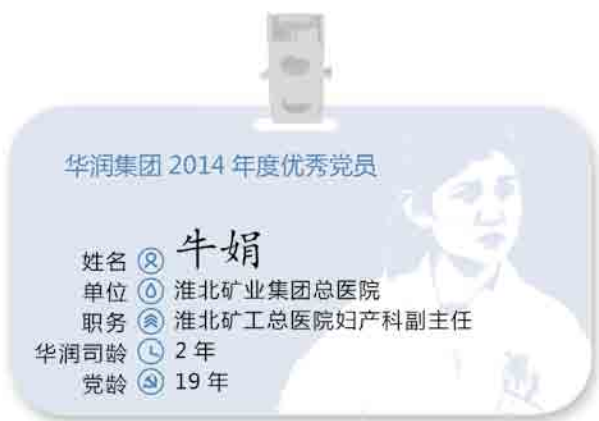 华润集团 2014 年度优秀党员
姓名 牛娟
单位 淮北矿业集团总医院
职务 淮北矿工总医院妇产科副主任
华润司龄 2 年
党龄 19 年